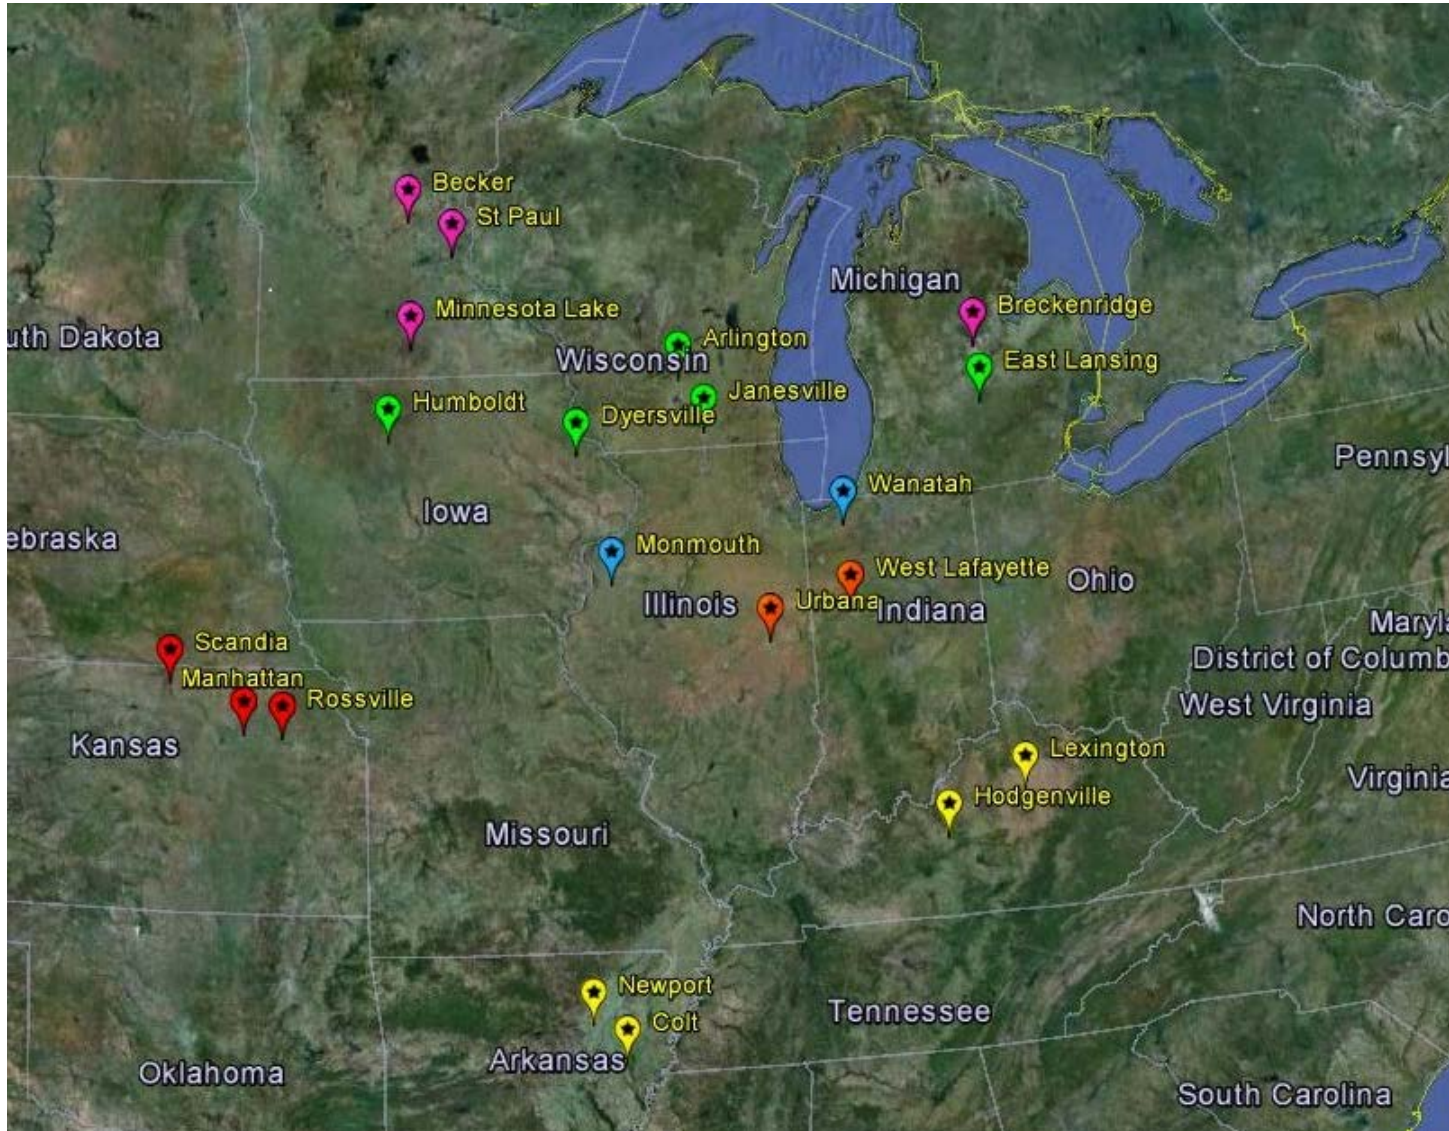 Becker
St Paul
Michigan
Minnesota Lake
Breckenridge
uth Dakota
Arlington
Wisconsin
East Lansing
Janesville
Humboldt
Dyersville
Pennsyl
Wanatah
Iowa
ebraska
Monmouth
West Lafayette
Ohio
Urbana
Illinois
Indiana
Maryla
Scandia
District of Columb
Manhattan
Rossville
West Virginia
Kansas
Lexington
Virginia
Hodgenville
Missouri
North Caro
Newport
Tennessee
Colt
Arkansas
Oklahoma
South Carolina